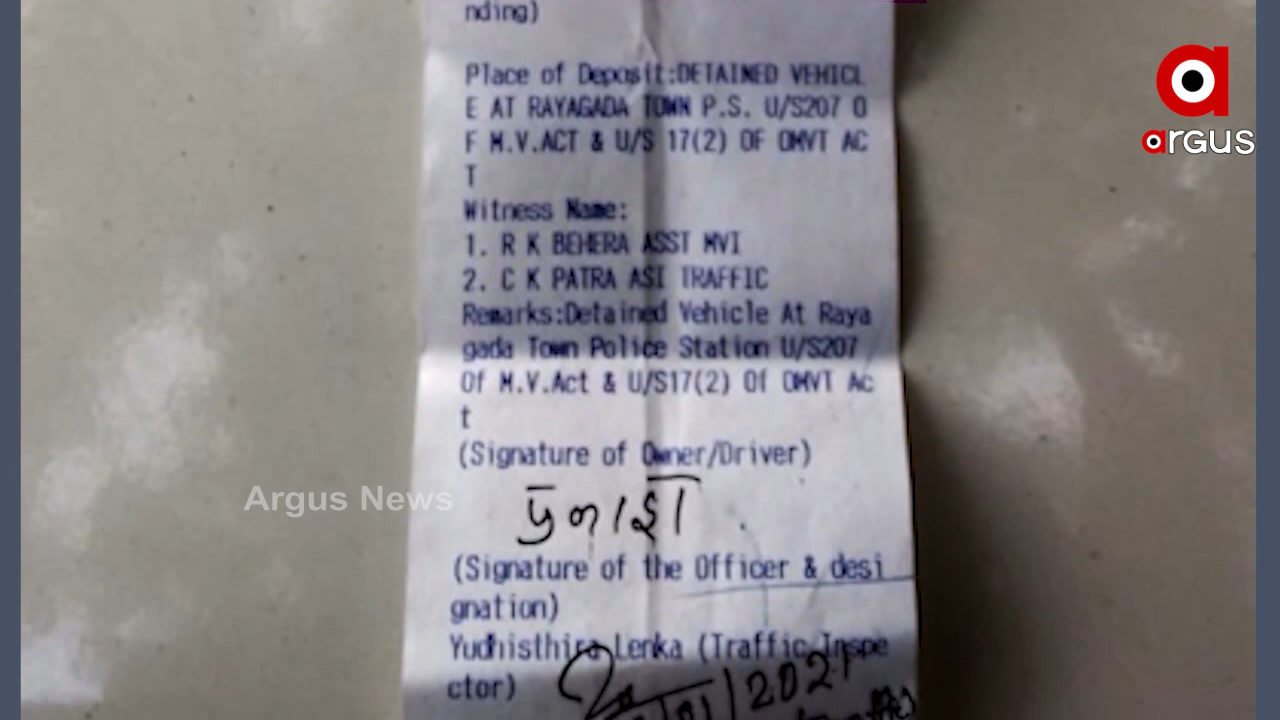 nding)
Place of Deposit:DETAINED VEHICL
E AT RAYAGADA TOWN P.S. U/S207 O
F M.V.ACT & U/S 17(2) OF OMVT AC
T
Witness Name:
1. R K BEHERA ASST MVI
2. C K PATRA ASI TRAFFIC
Remarks:Detained Vehicle At Raya
gada Town Police Station U/S207
Of M.V.Act & U/S17(2) Of OMVT Ac
t
(Signature of Owner/Driver)
(Signature of the Officer & desi
gnation)
Yudhisthira Lenka (Traffic Inspe
ctor)
2021
argus
Argus News